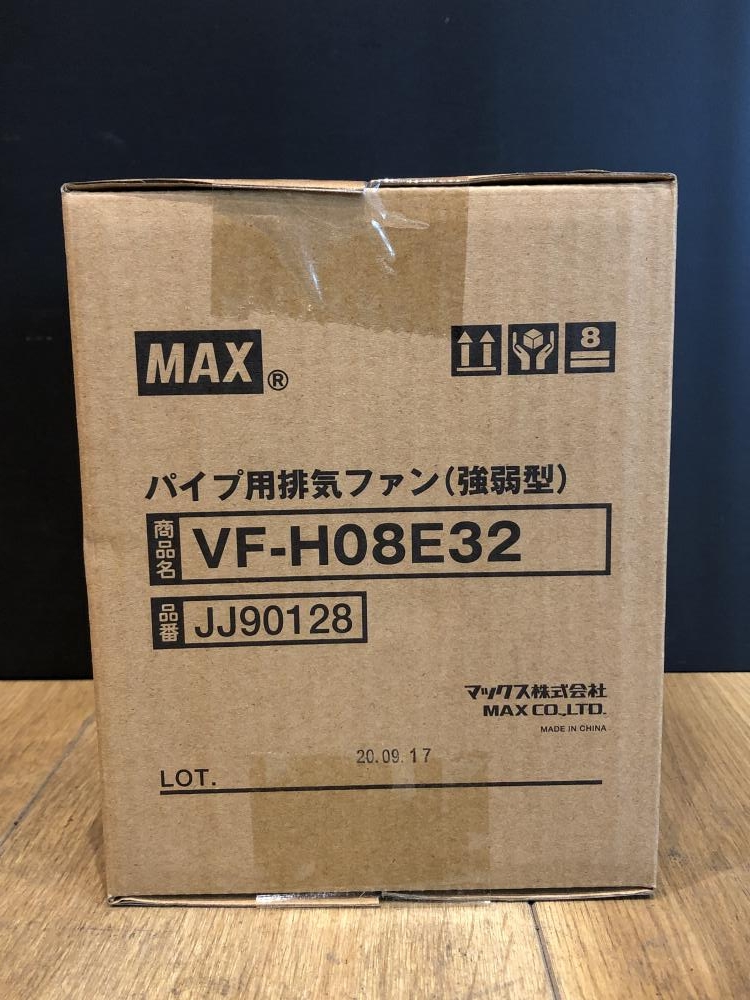 MAX®
8
パイプ用排気ファン(強弱型)
商品名 VF-H08E32
品番 JJ90128
マックス株式会社
MAX CO.,LTD.
MADE IN CHINA
20.09.17
LOT.